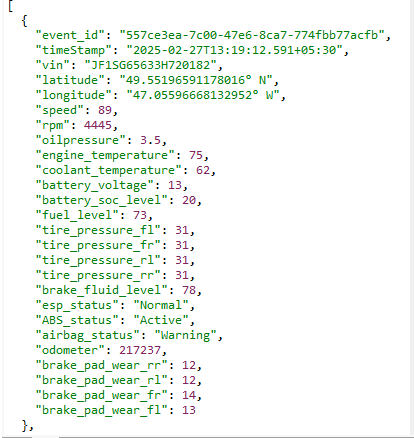 [
  {
    "event_id": "557ce3ea-7c00-47e6-8ca7-774fbb77acfb",
    "timeStamp": "2025-02-27T13:19:12.591+05:30",
    "vin": "JF1SG65633H720182",
    "latitude": "49.55196591178016° N",
    "longitude": "47.05596668132952° W",
    "speed": 89,
    "rpm": 4445,
    "oilpressure": 3.5,
    "engine_temperature": 75,
    "coolant_temperature": 62,
    "battery_voltage": 13,
    "battery_soc_level": 20,
    "fuel_level": 73,
    "tire_pressure_fl": 31,
    "tire_pressure_fr": 31,
    "tire_pressure_rl": 31,
    "tire_pressure_rr": 31,
    "brake_fluid_level": 78,
    "esp_status": "Normal",
    "ABS_status": "Active",
    "airbag_status": "Warning",
    "odometer": 217237,
    "brake_pad_wear_rr": 12,
    "brake_pad_wear_rl": 12,
    "brake_pad_wear_fr": 14,
    "brake_pad_wear_fl": 13
  },